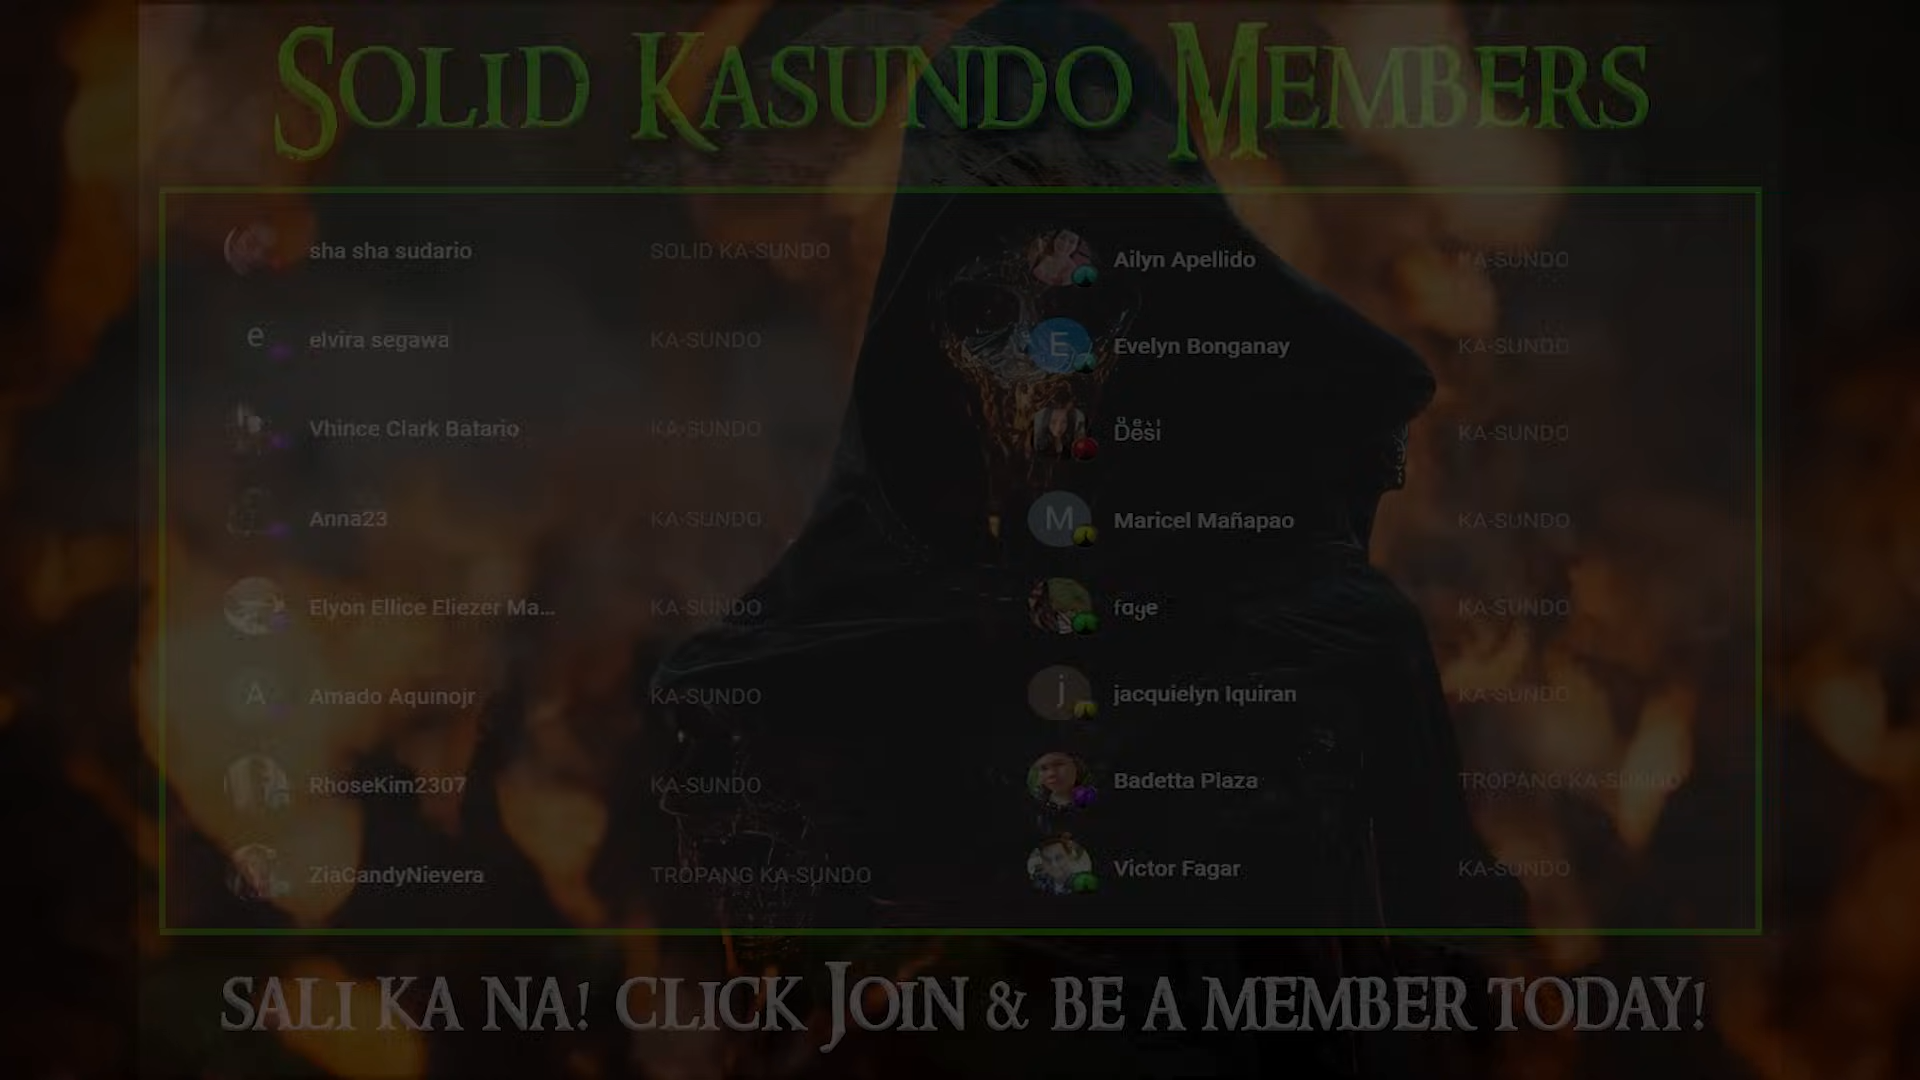 SOLID KASUNDO MEMBERS
sha sha sudario SOLID KA-SUNDO
elvira segawa KA-SUNDO
Vhince Clark Batario KA-SUNDO
Anna23 KA-SUNDO
Elyon Ellice Eliezer Ma... KA-SUNDO
Amado Aquinojr KA-SUNDO
RhoseKim2307 KA-SUNDO
ZiaCandyNievera TROPANG KA-SUNDO
Ailyn Apellido KA-SUNDO
Evelyn Bonganay KA-SUNDO
Desi KA-SUNDO
Maricel Mañapao KA-SUNDO
faye KA-SUNDO
jacquielyn Iquiran KA-SUNDO
Badetta Plaza TROPANG KA-SUNDO
Victor Fagar KA-SUNDO
SALI KA NA! CLICK JOIN & BE A MEMBER TODAY!